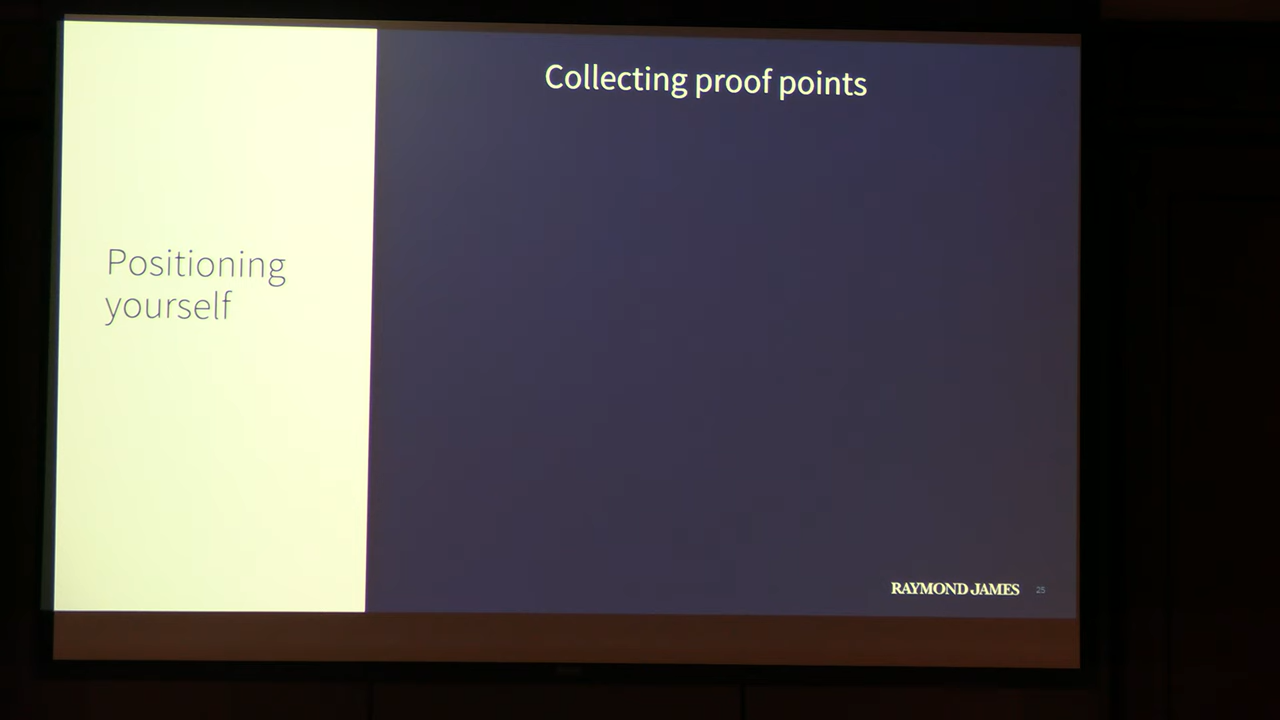 Collecting proof points
Positioning
yourself
RAYMOND JAMES
25